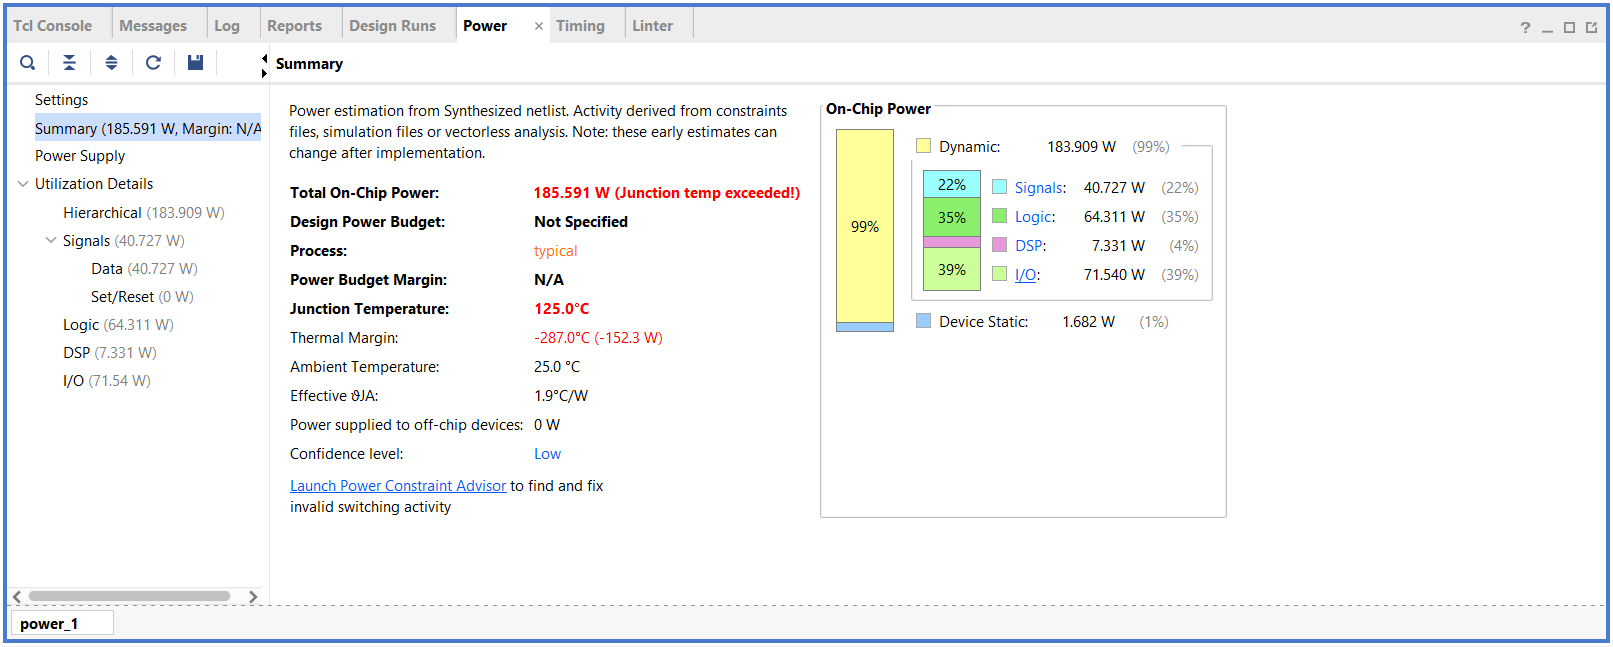 Tcl Console Messages Log Reports Design Runs Power × Timing Linter ?
Summary
Settings
Summary (185.591 W, Margin: N/A
Power Supply
Utilization Details
Hierarchical (183.909 W)
Signals (40.727 W)
Data (40.727 W)
Set/Reset (0 W)
Logic (64.311 W)
DSP (7.331 W)
I/O (71.54 W)
Power estimation from Synthesized netlist. Activity derived from constraints
files, simulation files or vectorless analysis. Note: these early estimates can
change after implementation.
Total On-Chip Power: 185.591 W (Junction temp exceeded!)
Design Power Budget: Not Specified
Process: typical
Power Budget Margin: N/A
Junction Temperature: 125.0°C
Thermal Margin: -287.0°C (-152.3 W)
Ambient Temperature: 25.0 °C
Effective ϑJA: 1.9°C/W
Power supplied to off-chip devices: 0 W
Confidence level: Low
Launch Power Constraint Advisor to find and fix
invalid switching activity
On-Chip Power
99%
Dynamic: 183.909 W (99%)
22% Signals: 40.727 W (22%)
35% Logic: 64.311 W (35%)
DSP: 7.331 W (4%)
39% I/O: 71.540 W (39%)
Device Static: 1.682 W (1%)
power_1